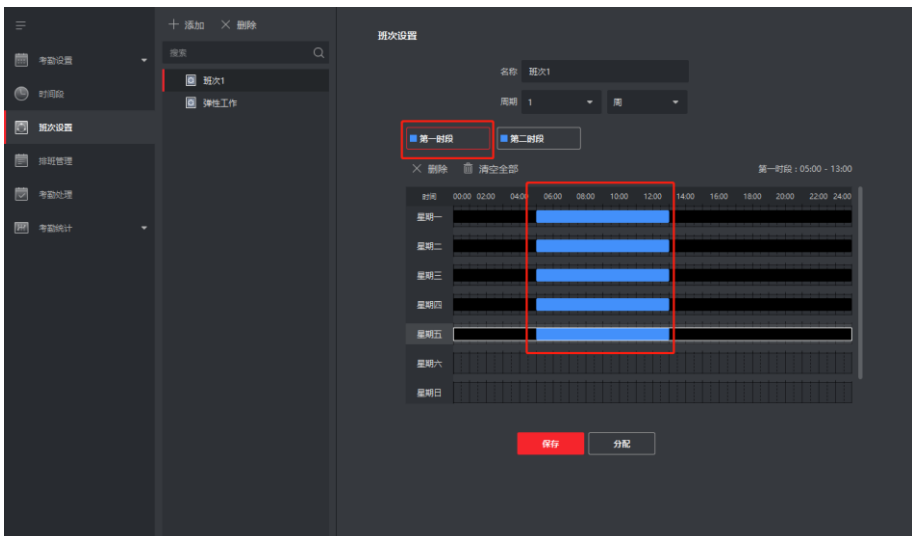 添加 删除
搜索
班次1
弹性工作
考勤设置
时间段
班次设置
排班管理
考勤处理
考勤统计
班次设置
名称 班次1
周期 1 周
第一时段 第二时段
删除 清空全部 第一时段 : 05:00 - 13:00
时间 00:00 02:00 04:00 06:00 08:00 10:00 12:00 14:00 16:00 18:00 20:00 22:00 24:00
星期一
星期二
星期三
星期四
星期五
星期六
星期日
保存 分配